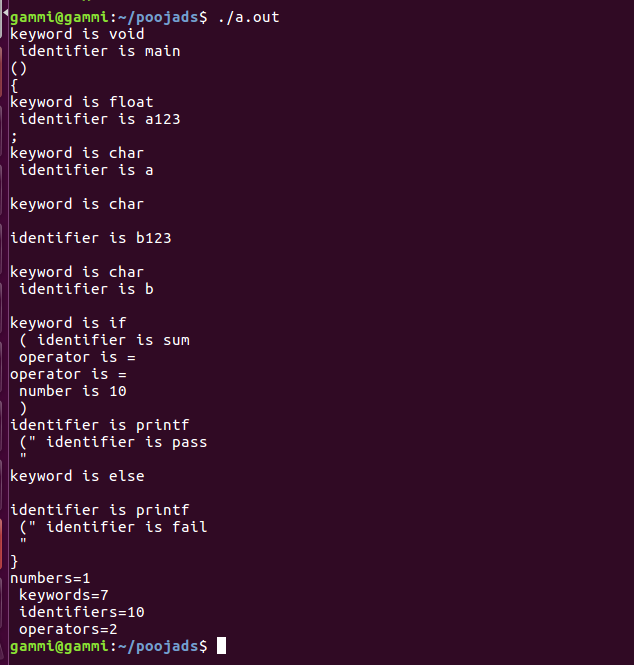 gammi@gammi:~/poojads$ ./a.out
keyword is void
 identifier is main
()
{
keyword is float
 identifier is a123
;
keyword is char
 identifier is a
keyword is char
identifier is b123
keyword is char
 identifier is b
keyword is if
 ( identifier is sum
 operator is =
operator is =
 number is 10
 )
identifier is printf
 (" identifier is pass
 "
keyword is else
identifier is printf
 (" identifier is fail
 "
}
numbers=1
 keywords=7
 identifiers=10
 operators=2
gammi@gammi:~/poojads$